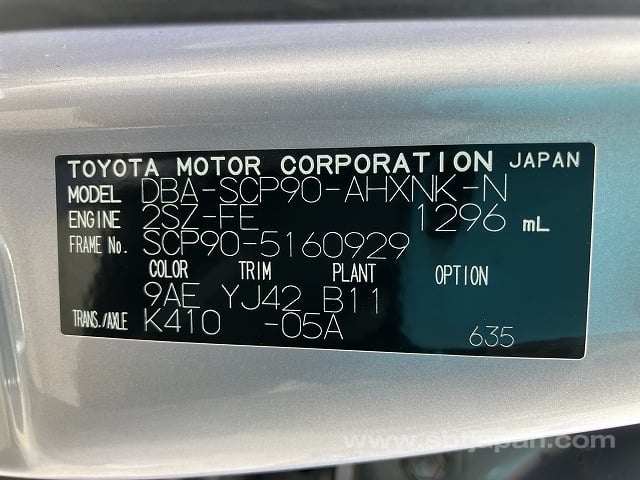 TOYOTA MOTOR CORPORATION JAPAN
MODEL DBA-SCP90-AHXNK-N
ENGINE 2SZ-FE 1296 mL
FRAME No. SCP90-5160929
COLOR TRIM PLANT OPTION
9AE YJ42 B11
TRANS./AXLE K410 -05A 635
www.sbtjapan.com